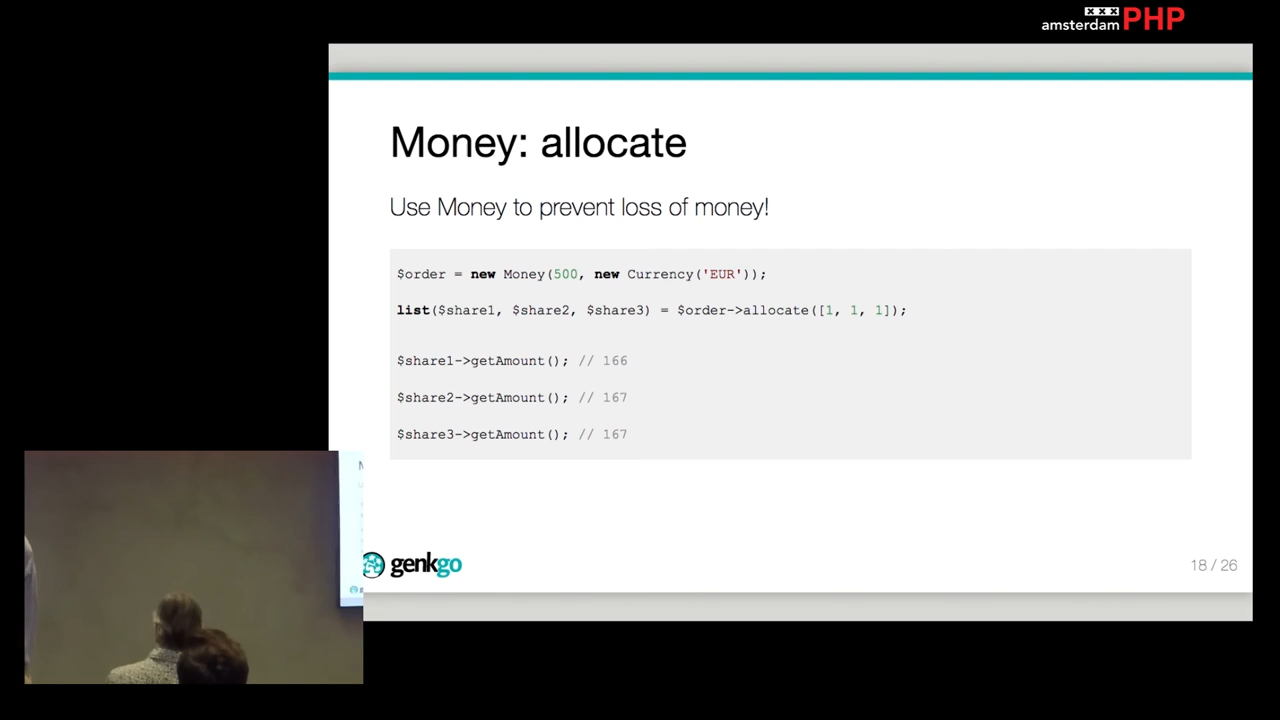 xxx
amsterdamPHP
Money: allocate
Use Money to prevent loss of money!
$order = new Money(500, new Currency('EUR'));
list($share1, $share2, $share3) = $order->allocate([1, 1, 1]);
$share1->getAmount(); // 166
$share2->getAmount(); // 167
$share3->getAmount(); // 167
genkgo
18 / 26